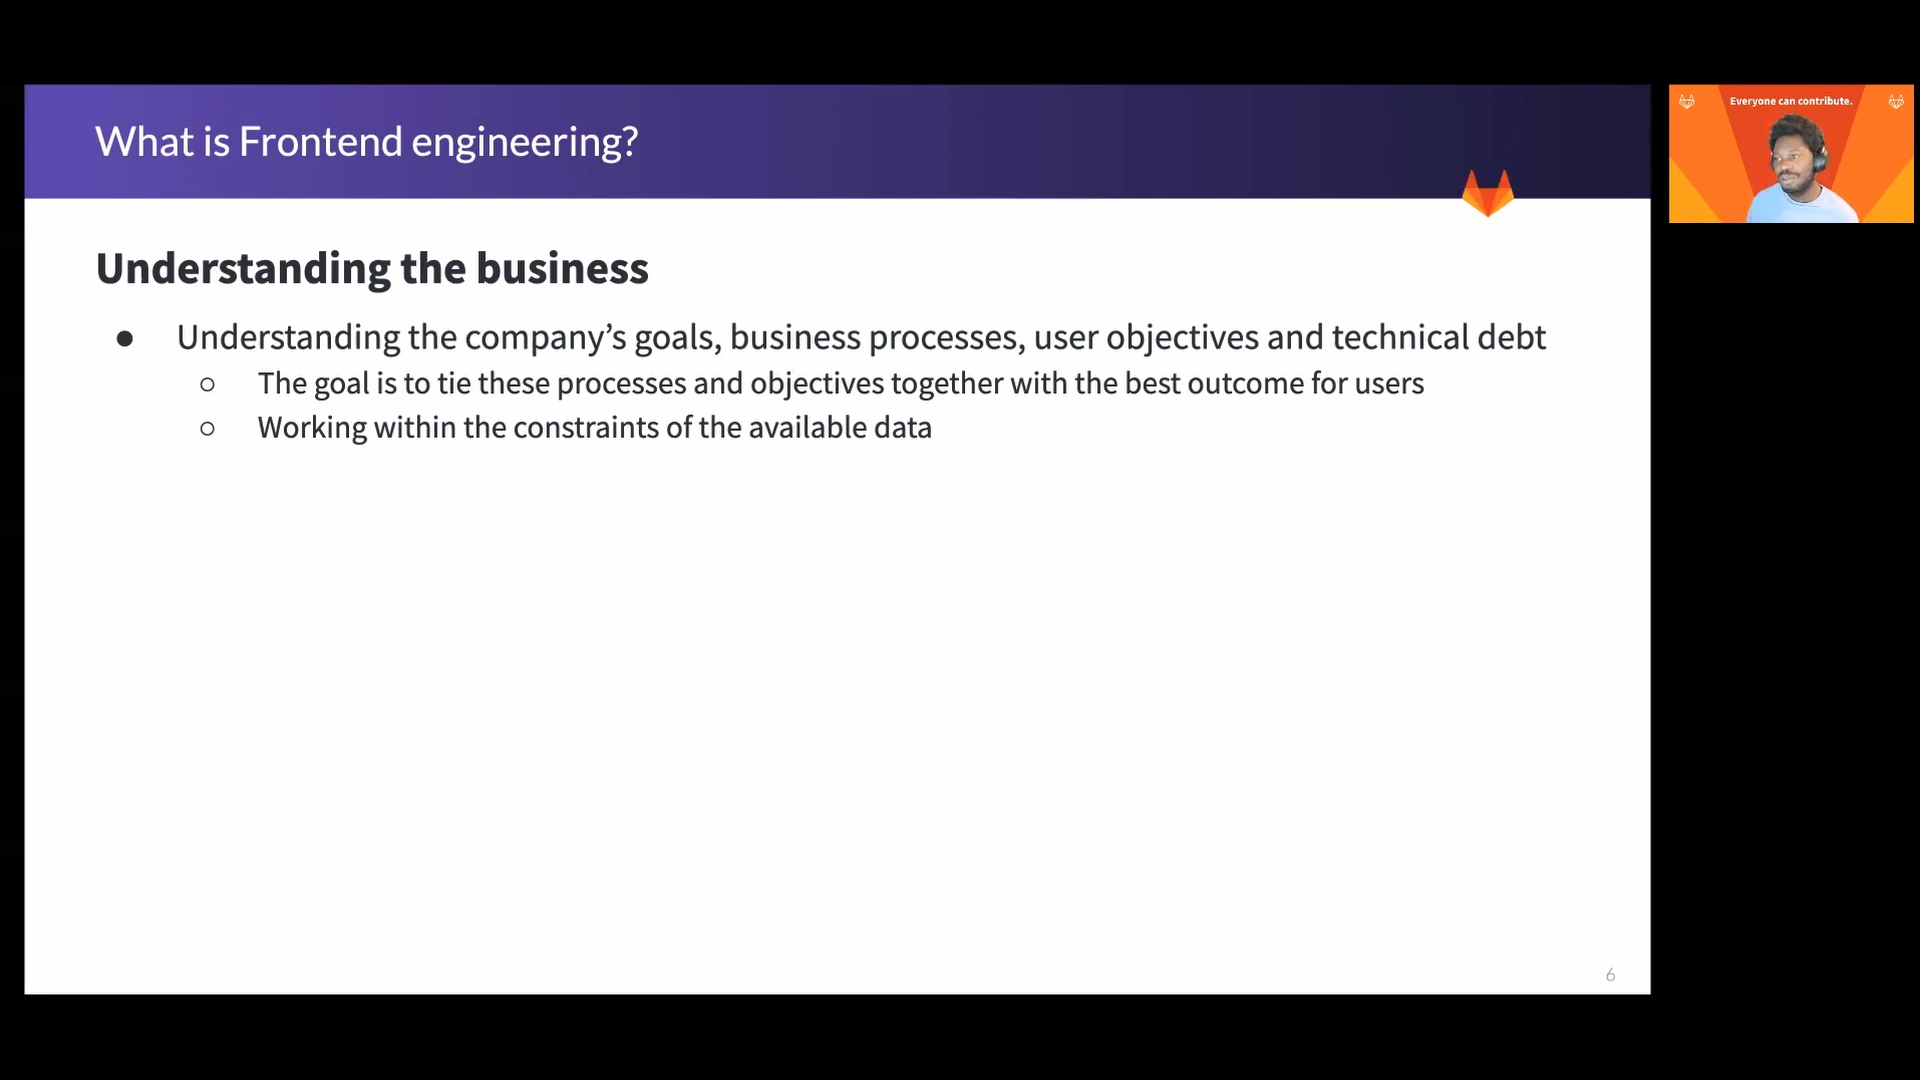 What is Frontend engineering?
Everyone can contribute.
Understanding the business
● Understanding the company’s goals, business processes, user objectives and technical debt
○ The goal is to tie these processes and objectives together with the best outcome for users
○ Working within the constraints of the available data
6